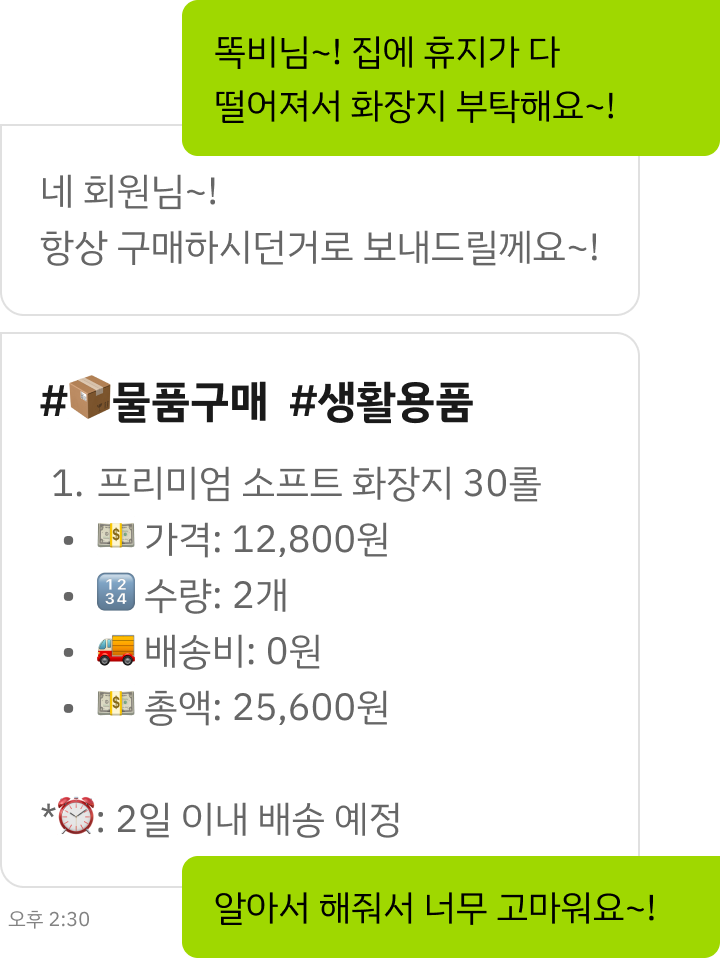 똑비님~! 집에 휴지가 다
떨어져서 화장지 부탁해요~!
네 회원님~!
항상 구매하시던거로 보내드릴께요~!
#📦물품구매 #생활용품
1. 프리미엄 소프트 화장지 30롤
• 💵 가격: 12,800원
• 🔢 수량: 2개
• 🚚 배송비: 0원
• 💵 총액: 25,600원
*⏰: 2일 이내 배송 예정
알아서 해줘서 너무 고마워요~!
오후 2:30